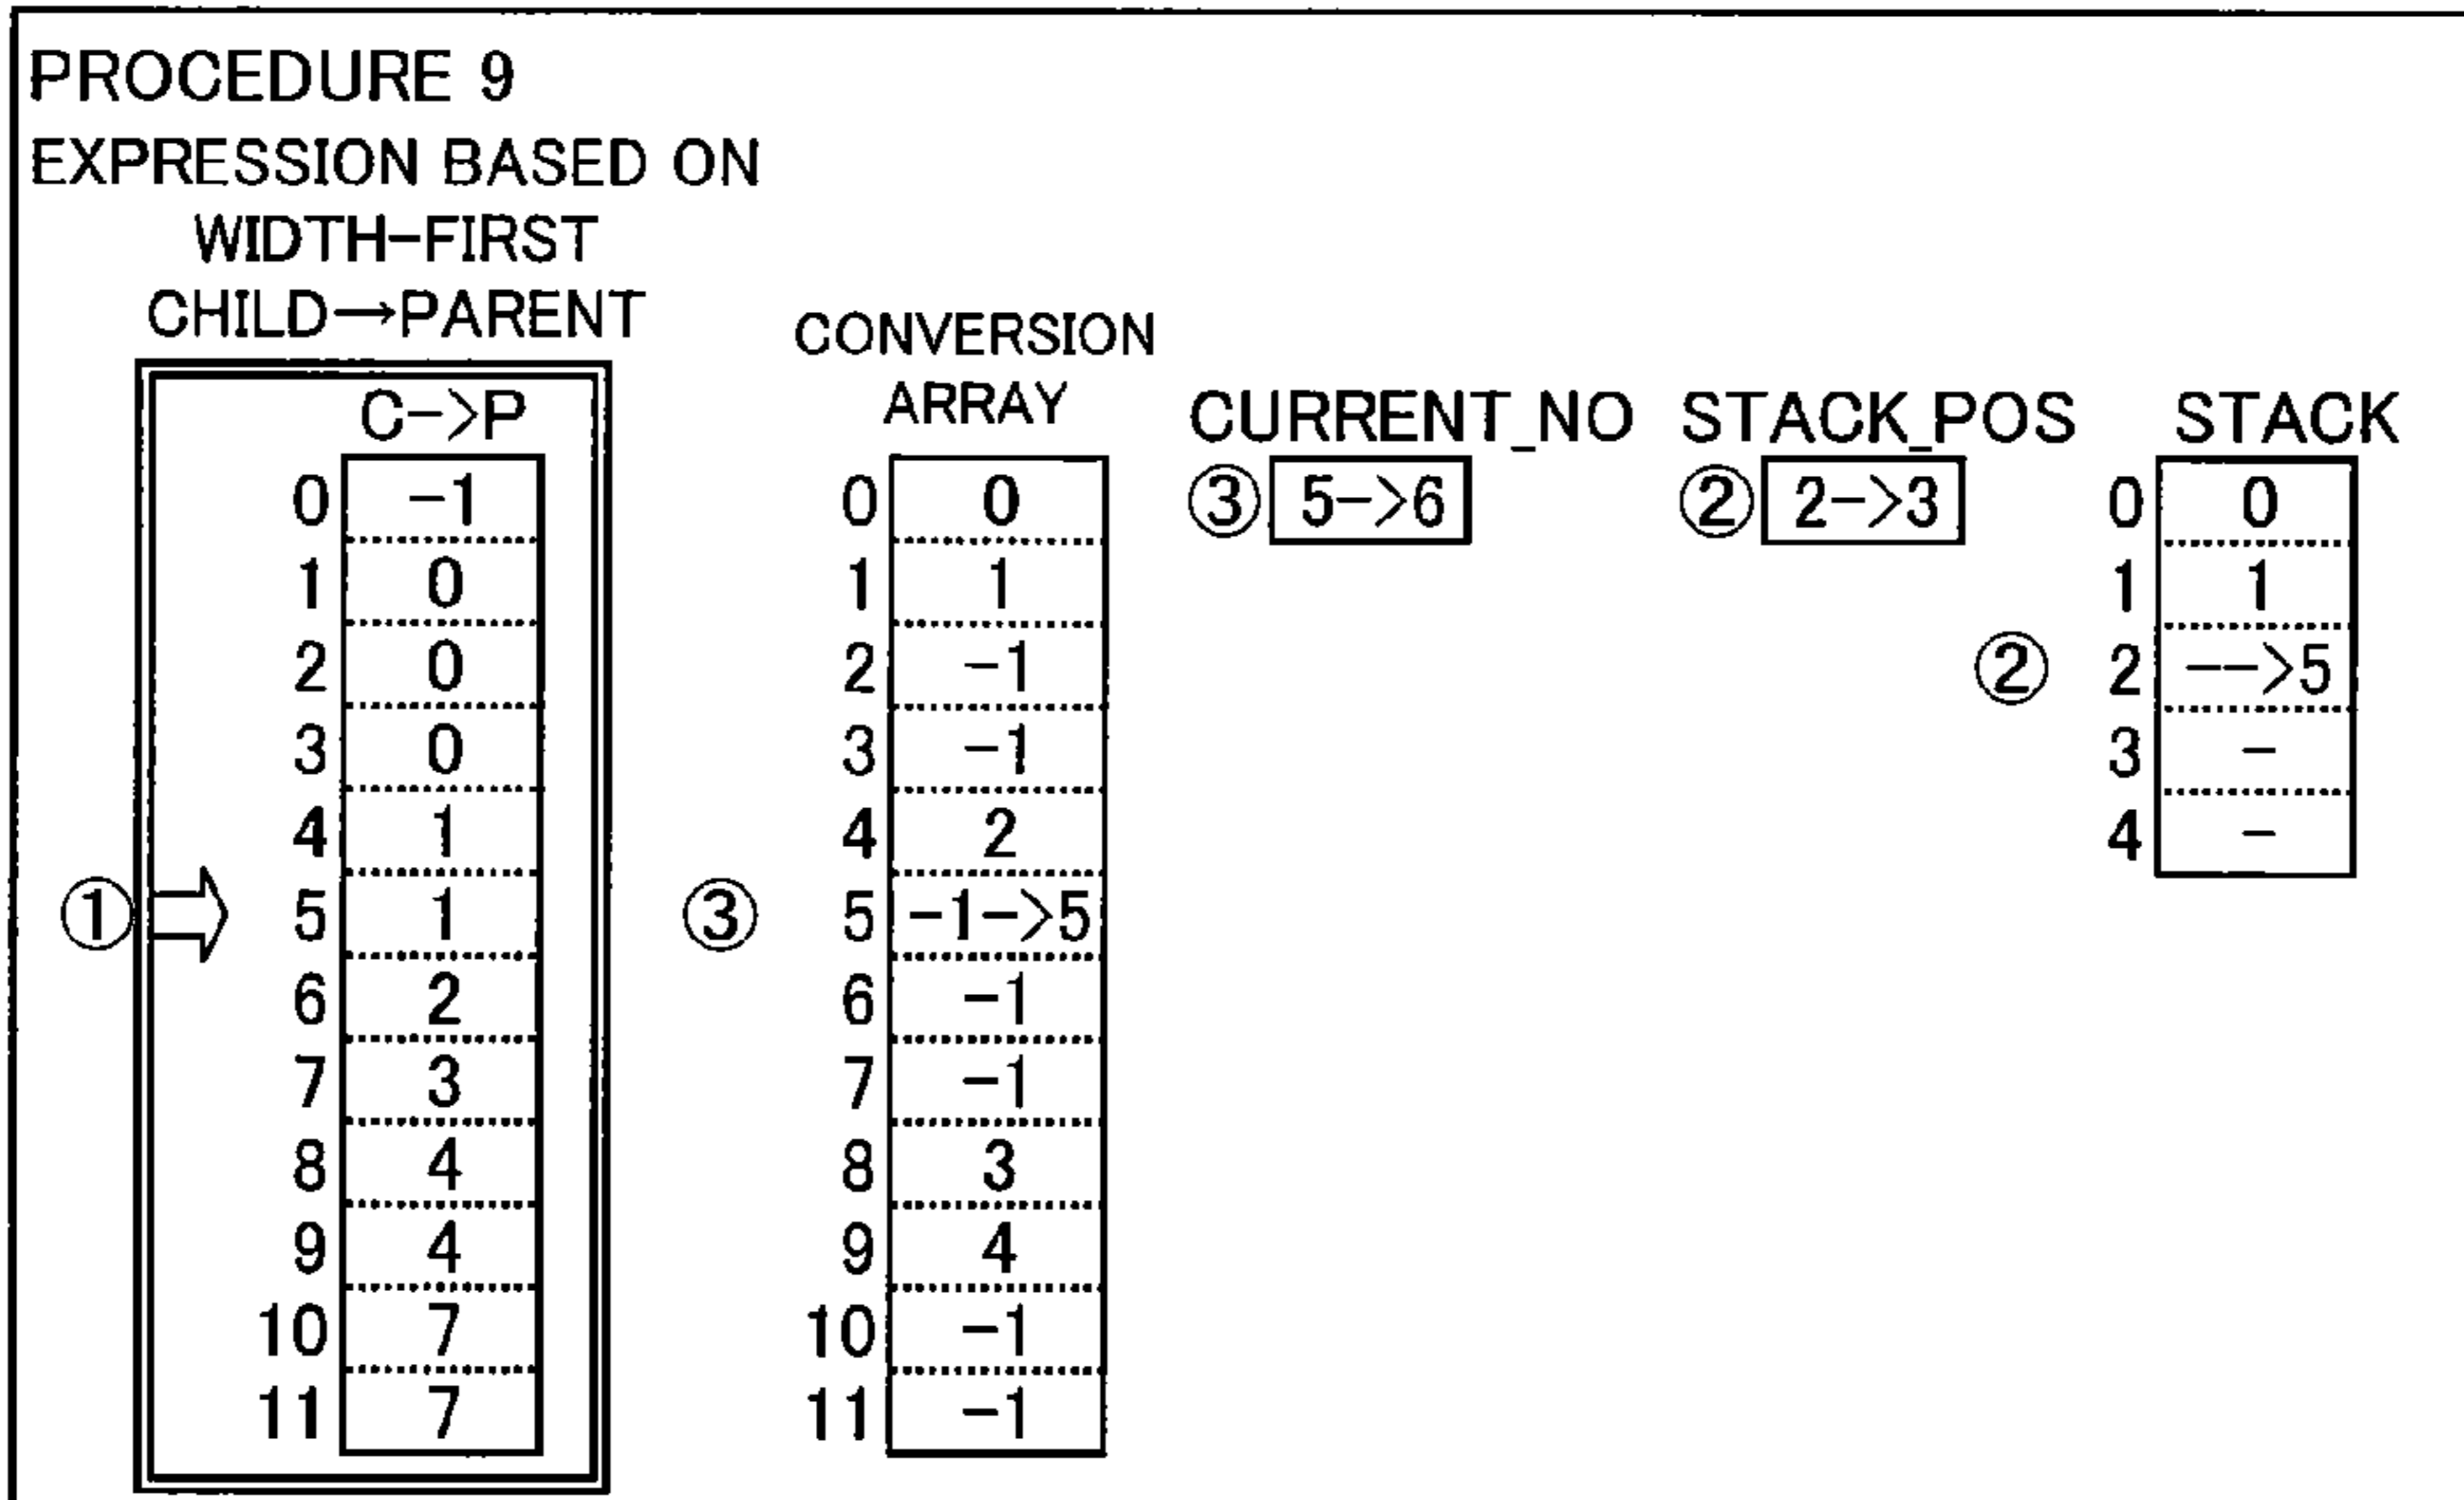 PROCEDURE 9
EXPRESSION BASED ON
WIDTH-FIRST
CHILD→PARENT
CONVERSION
ARRAY
C->P
CURRENT_NO STACK_POS STACK
0 -1 0 0 ③ 5->6 ② 2->3 0 0
1 0 1 1 1 1
2 0 2 -1 ② 2 -->5
3 0 3 -1 3 -
4 1 4 2 4 -
① 5 1 ③ 5 -1->5
6 2 6 -1
7 3 7 -1
8 4 8 3
9 4 9 4
10 7 10 -1
11 7 11 -1